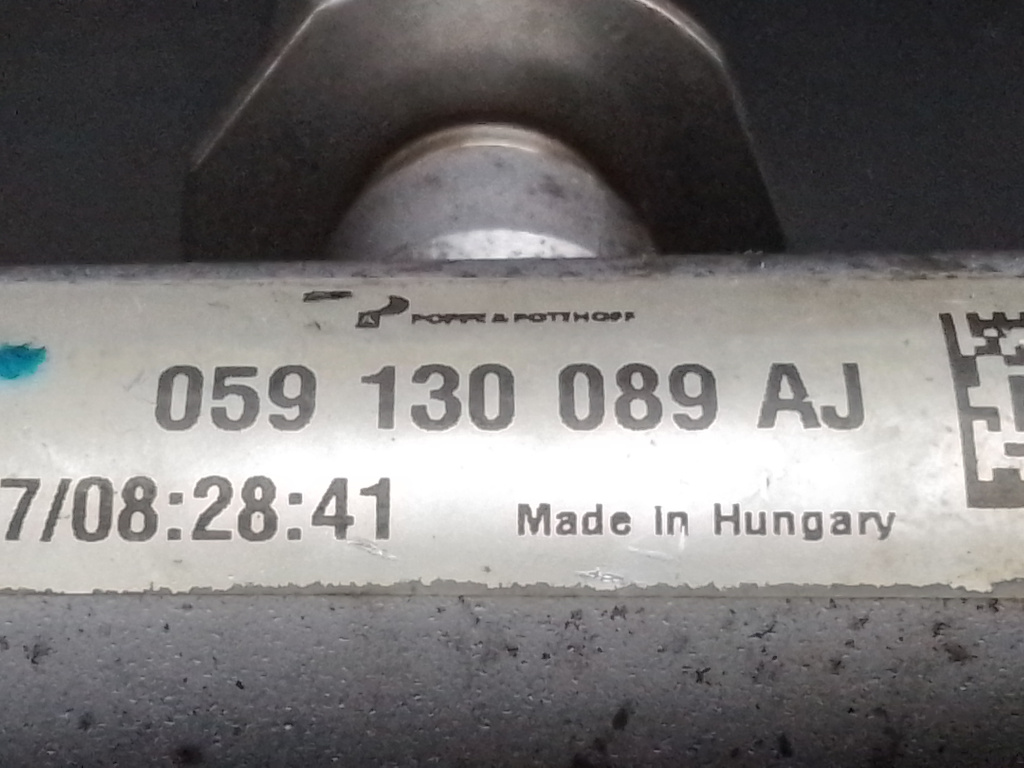 POPPE & POTTHOFF
059 130 089 AJ
7/08:28:41
Made in Hungary